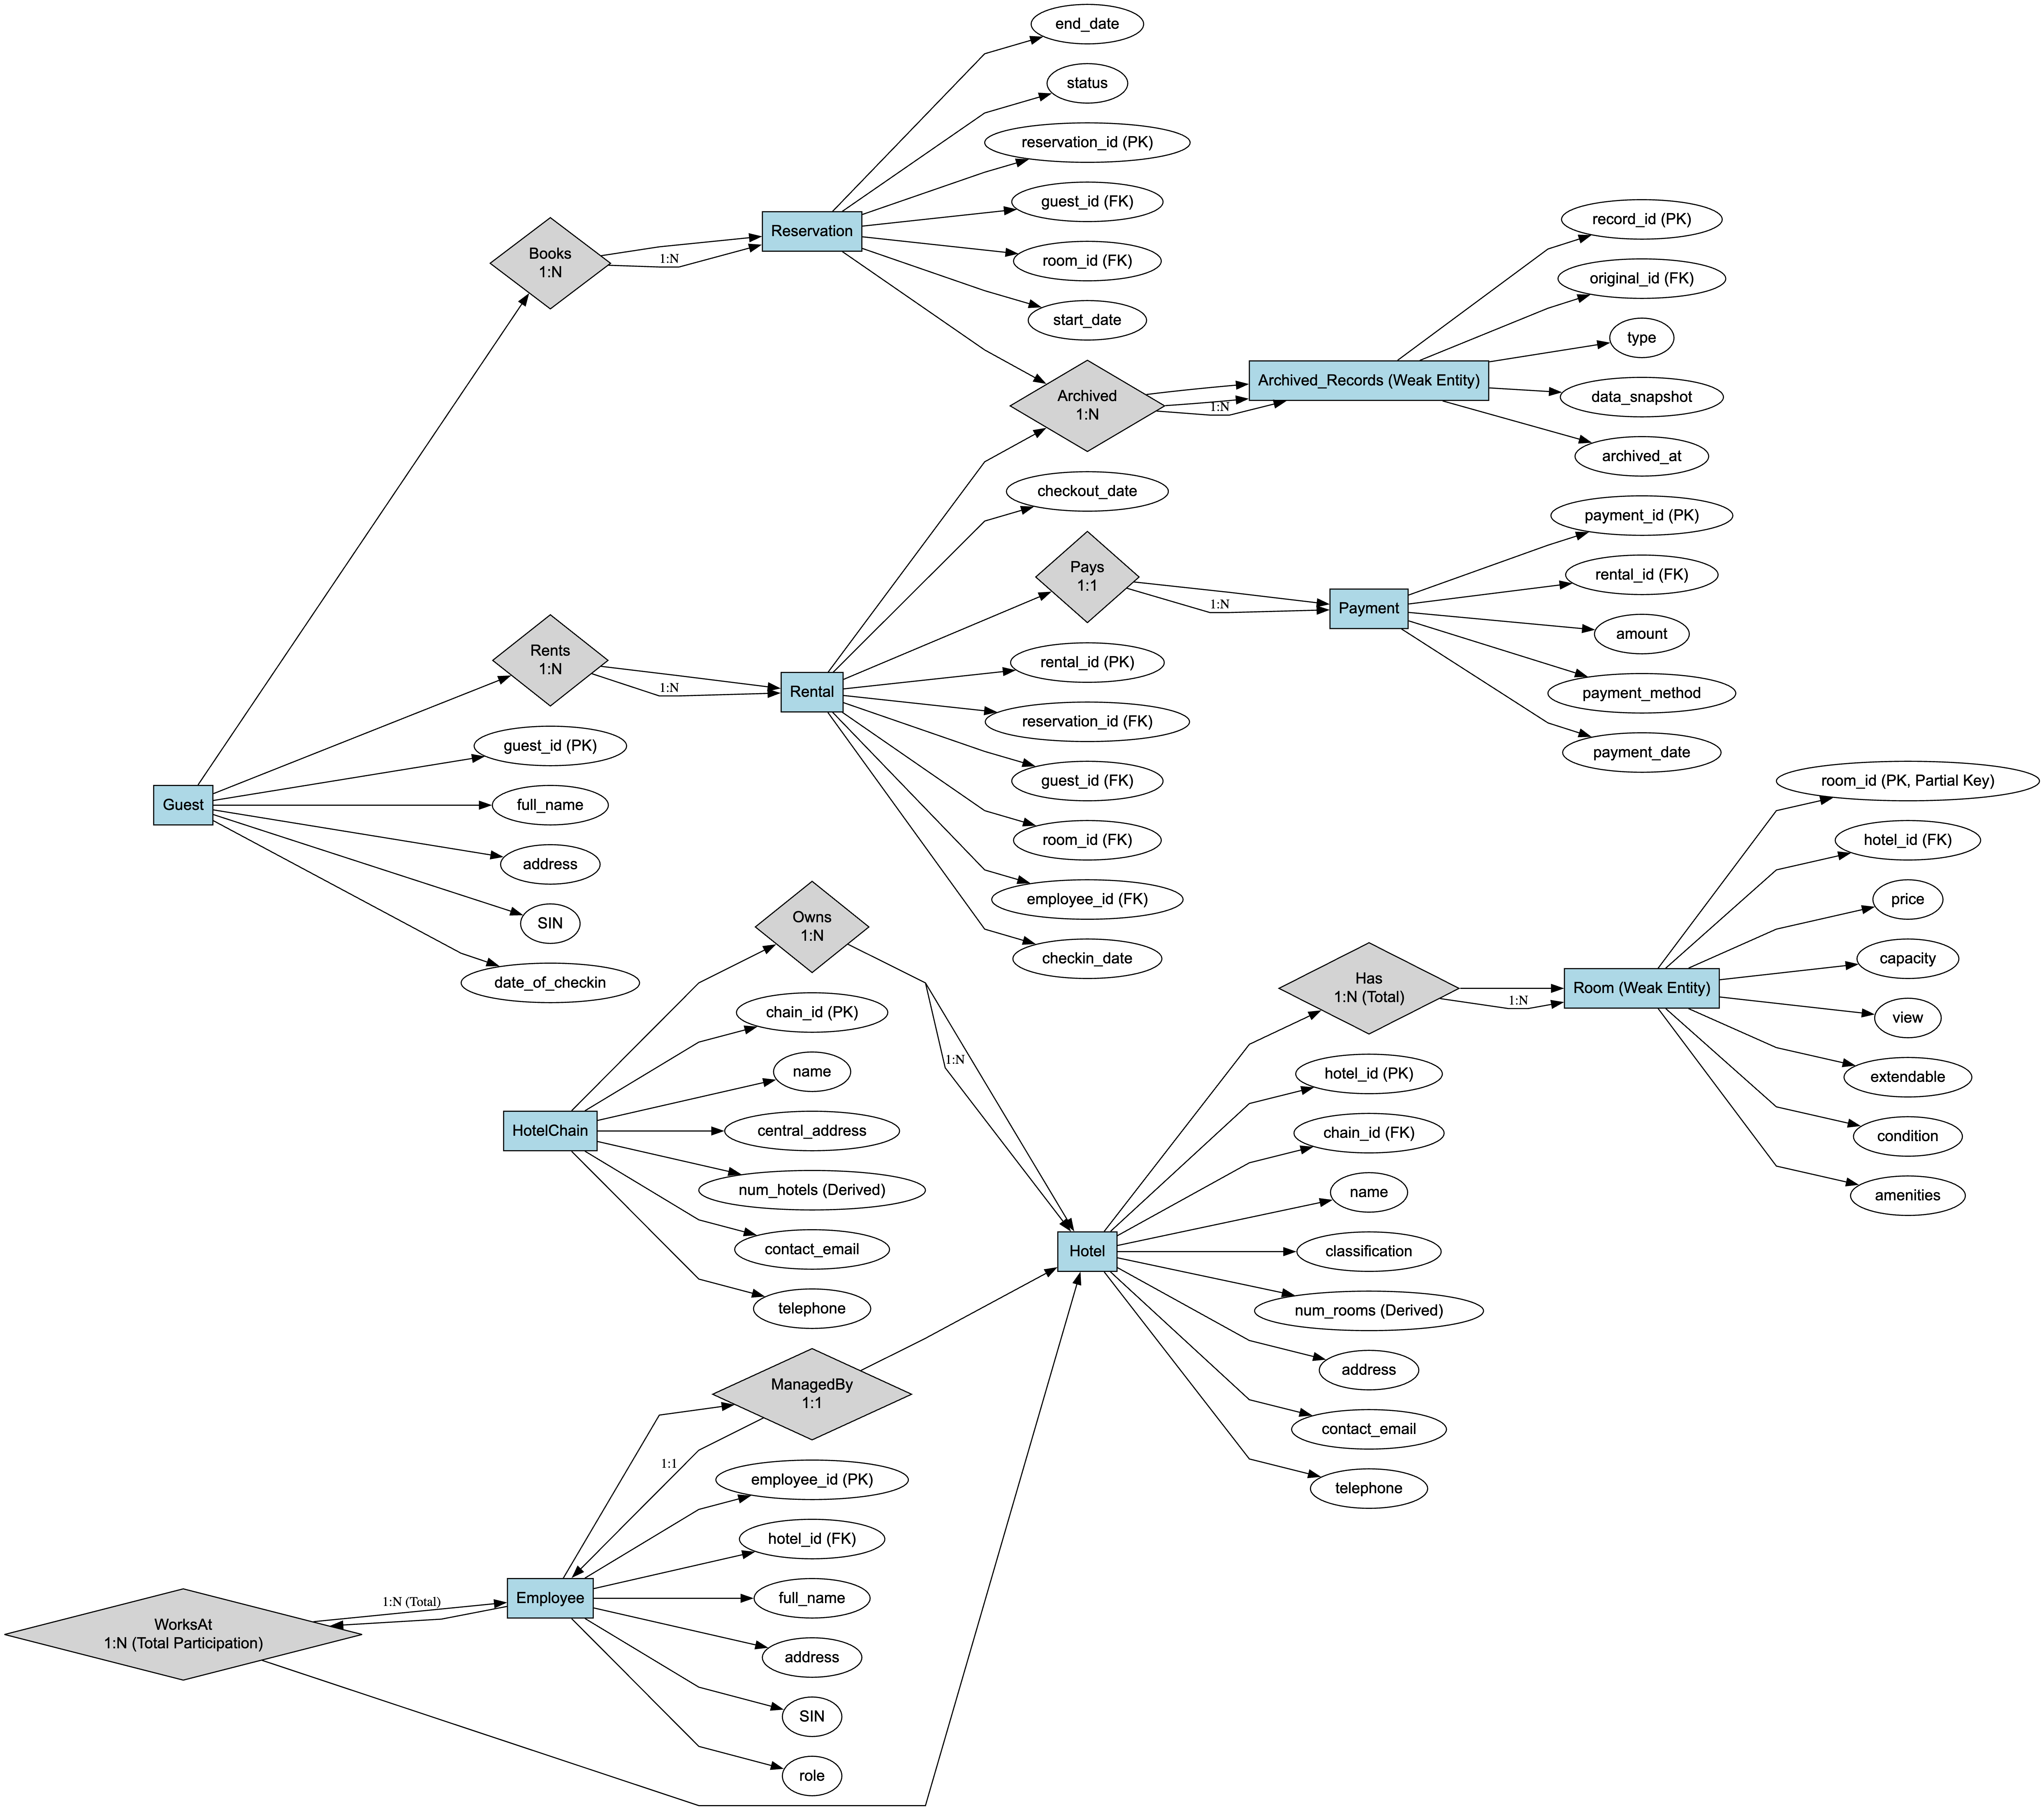 end_date
status
reservation_id (PK)
guest_id (FK)
room_id (FK)
start_date
Reservation
Books
1:N
1:N
record_id (PK)
original_id (FK)
type
data_snapshot
archived_at
Archived_Records (Weak Entity)
Archived
1:N
1:N
checkout_date
Pays
1:1
1:N
Payment
payment_id (PK)
rental_id (FK)
amount
payment_method
payment_date
Rents
1:N
1:N
Rental
rental_id (PK)
reservation_id (FK)
guest_id (FK)
room_id (FK)
employee_id (FK)
checkin_date
Guest
guest_id (PK)
full_name
address
SIN
date_of_checkin
Owns
1:N
1:N
HotelChain
chain_id (PK)
name
central_address
num_hotels (Derived)
contact_email
telephone
Has
1:N (Total)
1:N
Room (Weak Entity)
room_id (PK, Partial Key)
hotel_id (FK)
price
capacity
view
extendable
condition
amenities
Hotel
hotel_id (PK)
chain_id (FK)
name
classification
num_rooms (Derived)
address
contact_email
telephone
ManagedBy
1:1
1:1
Employee
employee_id (PK)
hotel_id (FK)
full_name
address
SIN
role
WorksAt
1:N (Total Participation)
1:N (Total)